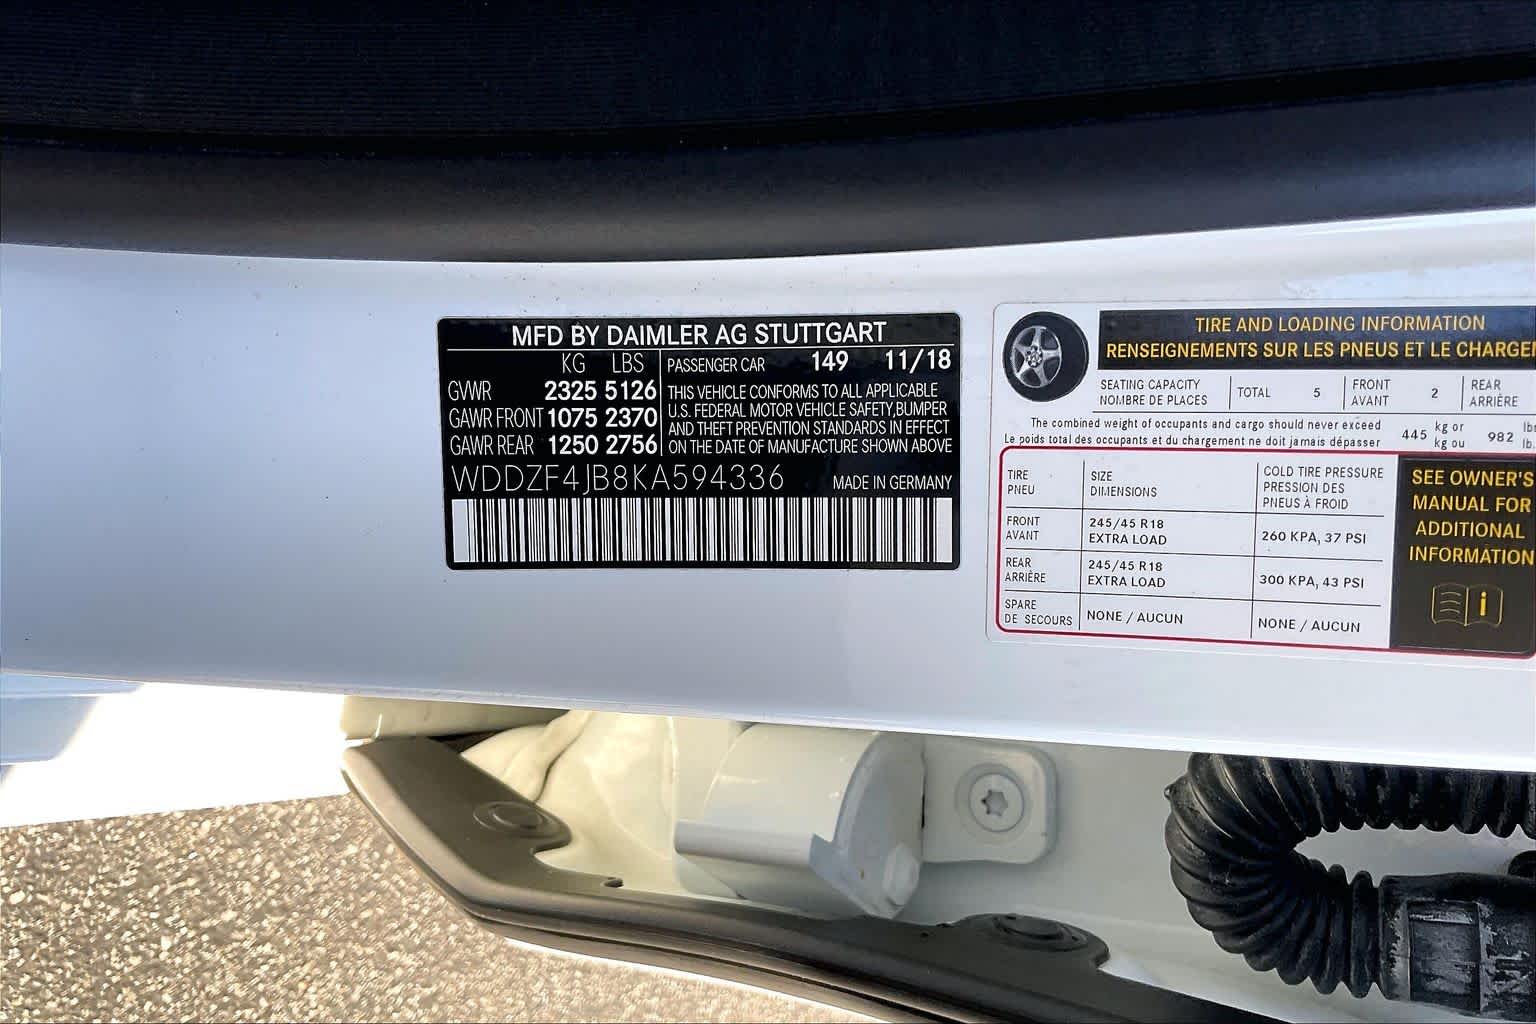 MFD BY DAIMLER AG STUTTGART
KG LBS
GVWR 2325 5126
GAWR FRONT 1075 2370
GAWR REAR 1250 2756
PASSENGER CAR 149 11/18
THIS VEHICLE CONFORMS TO ALL APPLICABLE
U.S. FEDERAL MOTOR VEHICLE SAFETY,BUMPER
AND THEFT PREVENTION STANDARDS IN EFFECT
ON THE DATE OF MANUFACTURE SHOWN ABOVE
WDDZF4JB8KA594336 MADE IN GERMANY
TIRE AND LOADING INFORMATION
RENSEIGNEMENTS SUR LES PNEUS ET LE CHARGEM
SEATING CAPACITY
NOMBRE DE PLACES
TOTAL 5
FRONT
AVANT
2
REAR
ARRIÈRE
The combined weight of occupants and cargo should never exceed
Le poids total des occupants et du chargement ne doit jamais dépasser
445
kg or
kg ou
982
lbs
lb.
TIRE
PNEU
SIZE
DIMENSIONS
COLD TIRE PRESSURE
PRESSION DES
PNEUS À FROID
FRONT
AVANT
245/45 R18
EXTRA LOAD
260 KPA, 37 PSI
REAR
ARRIÈRE
245/45 R18
EXTRA LOAD
300 KPA, 43 PSI
SPARE
DE SECOURS
NONE / AUCUN
NONE / AUCUN
SEE OWNER'S
MANUAL FOR
ADDITIONAL
INFORMATION